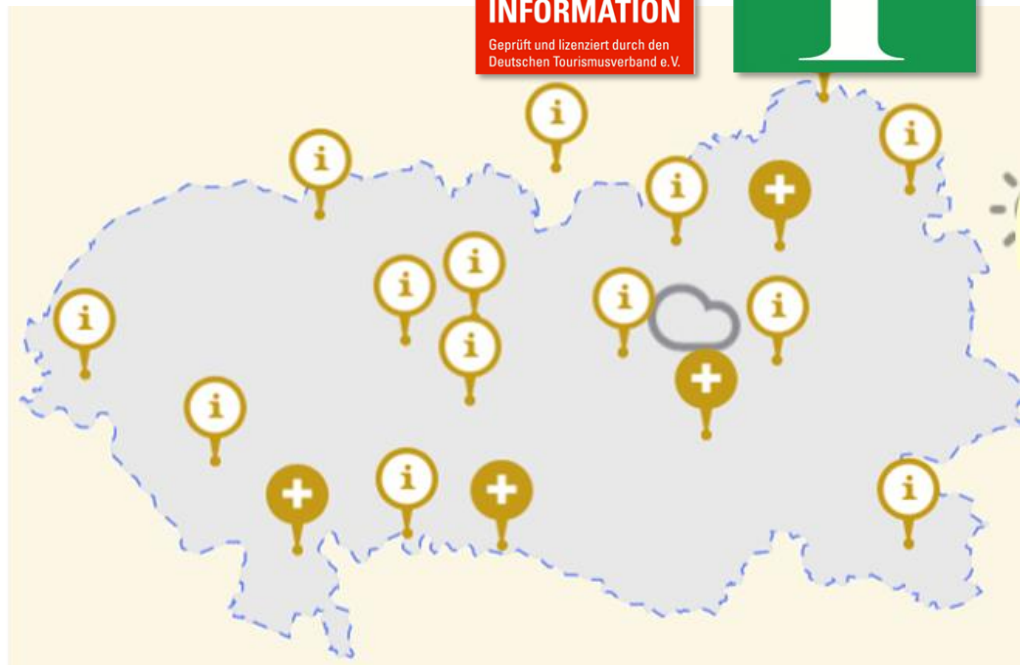 INFORMATION
Geprüft und lizenziert durch den
Deutschen Tourismusverband e.V.
i
i
i
i
i
i
i
i
i
i
i
i
i